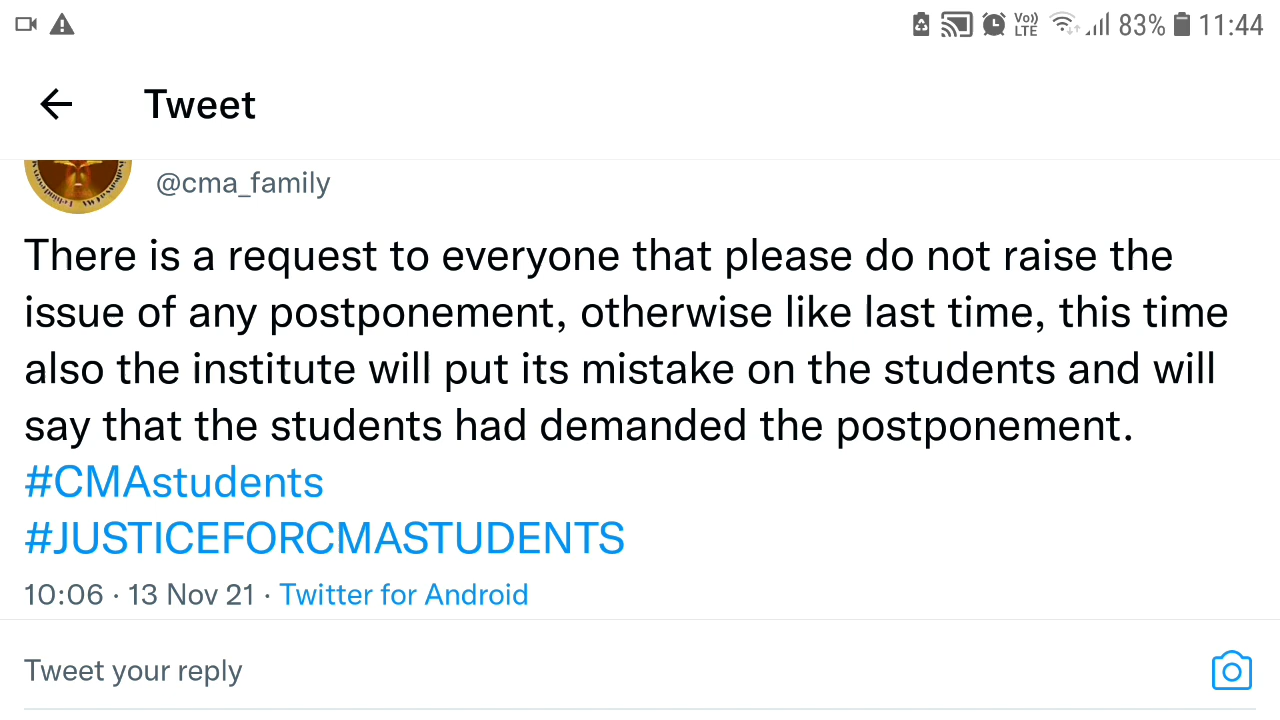 Vo)) LTE 83% 11:44
Tweet
@cma_family
There is a request to everyone that please do not raise the
issue of any postponement, otherwise like last time, this time
also the institute will put its mistake on the students and will
say that the students had demanded the postponement.
#CMAstudents
#JUSTICEFORCMASTUDENTS
10:06 · 13 Nov 21 · Twitter for Android
Tweet your reply